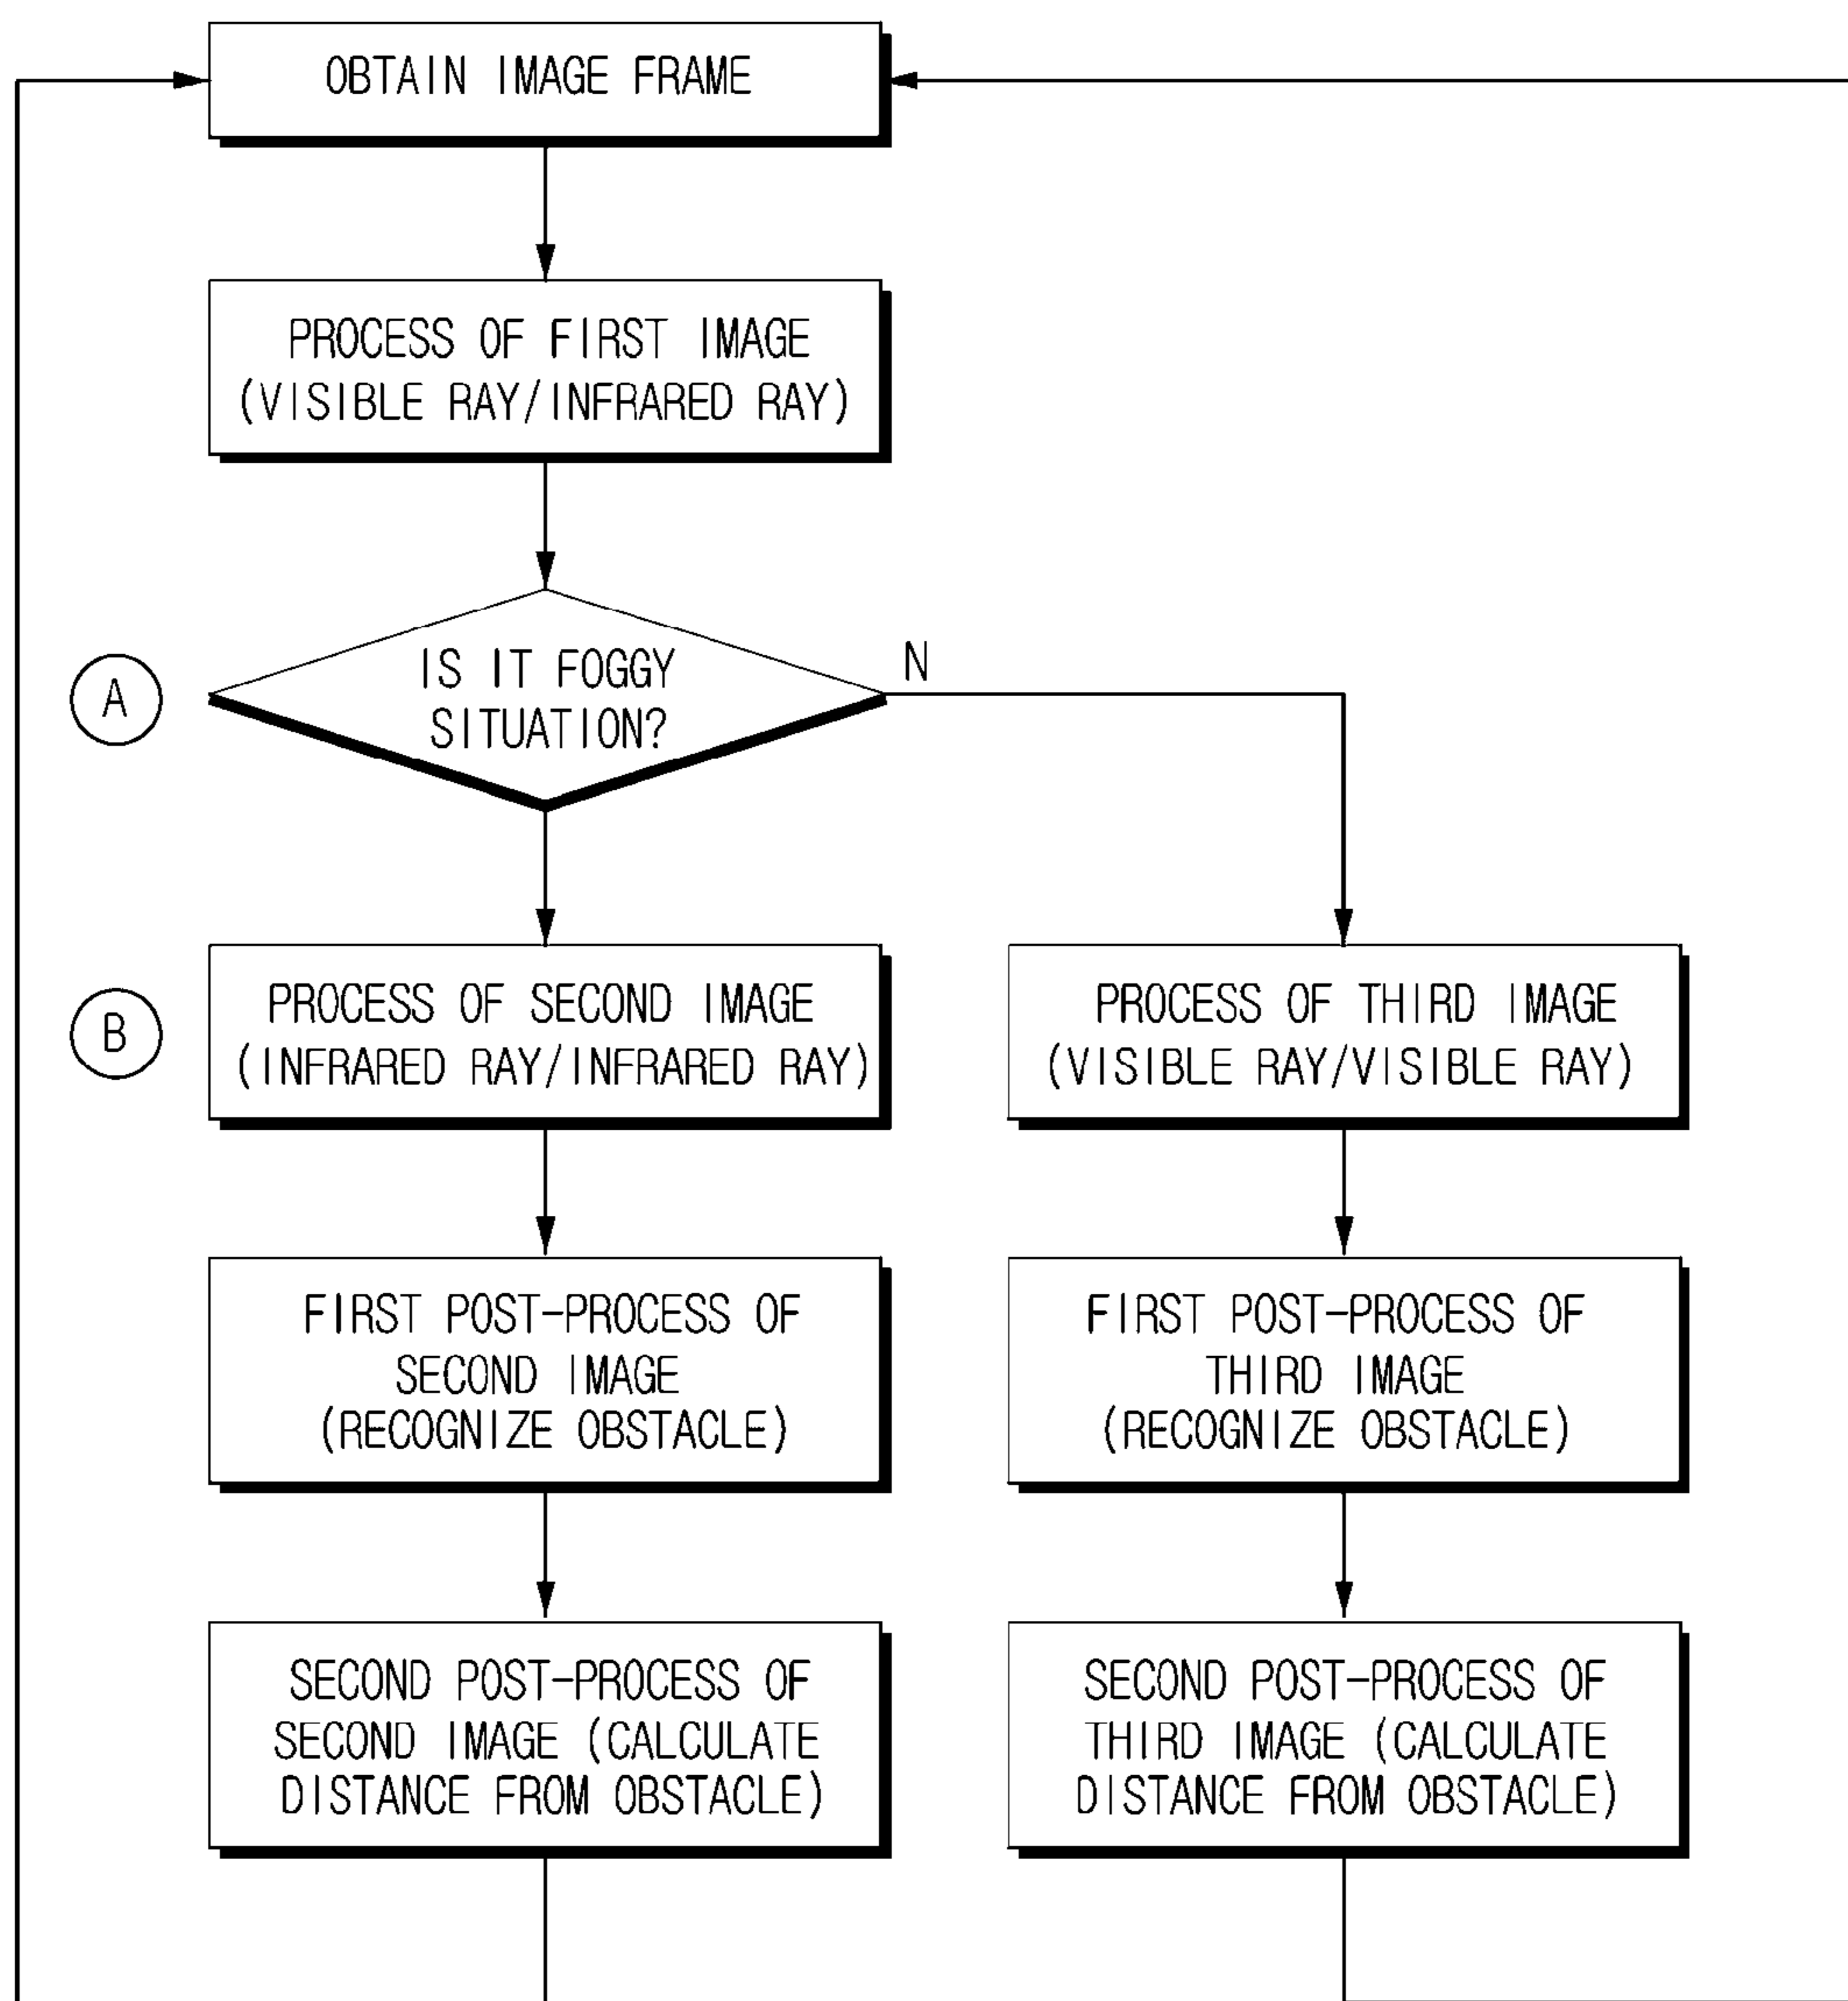 OBTAIN IMAGE FRAME
PROCESS OF FIRST IMAGE
(VISIBLE RAY/INFRARED RAY)
A
IS IT FOGGY
SITUATION?
N
B
PROCESS OF SECOND IMAGE
(INFRARED RAY/INFRARED RAY)
PROCESS OF THIRD IMAGE
(VISIBLE RAY/VISIBLE RAY)
FIRST POST-PROCESS OF
SECOND IMAGE
(RECOGNIZE OBSTACLE)
FIRST POST-PROCESS OF
THIRD IMAGE
(RECOGNIZE OBSTACLE)
SECOND POST-PROCESS OF
SECOND IMAGE (CALCULATE
DISTANCE FROM OBSTACLE)
SECOND POST-PROCESS OF
THIRD IMAGE (CALCULATE
DISTANCE FROM OBSTACLE)